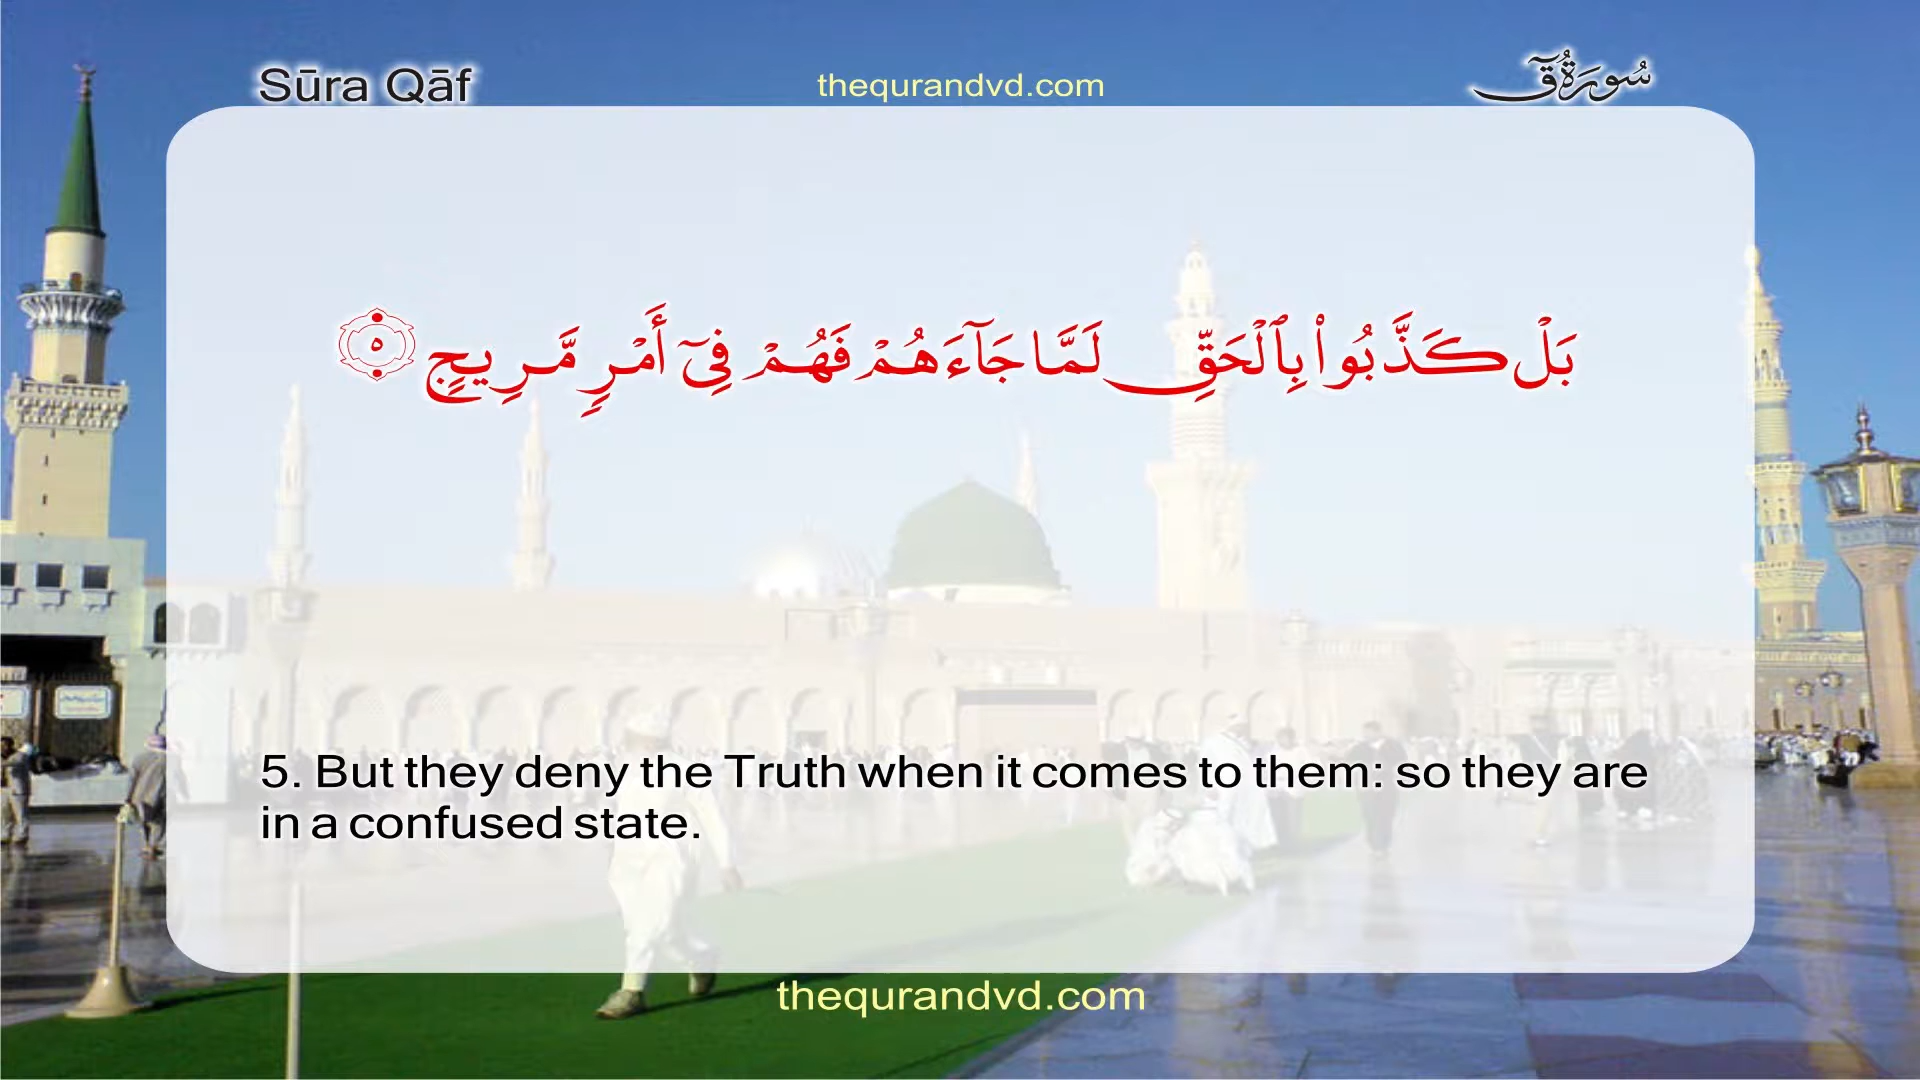 Sūra Qāf
thequrandvd.com
سُورَةُ قٓ
بَلْ كَذَّبُوا۟ بِٱلْحَقِّ لَمَّا جَآءَهُمْ فَهُمْ فِىٓ أَمْرٍ مَّرِيجٍ ٥
5. But they deny the Truth when it comes to them: so they are
in a confused state.
thequrandvd.com